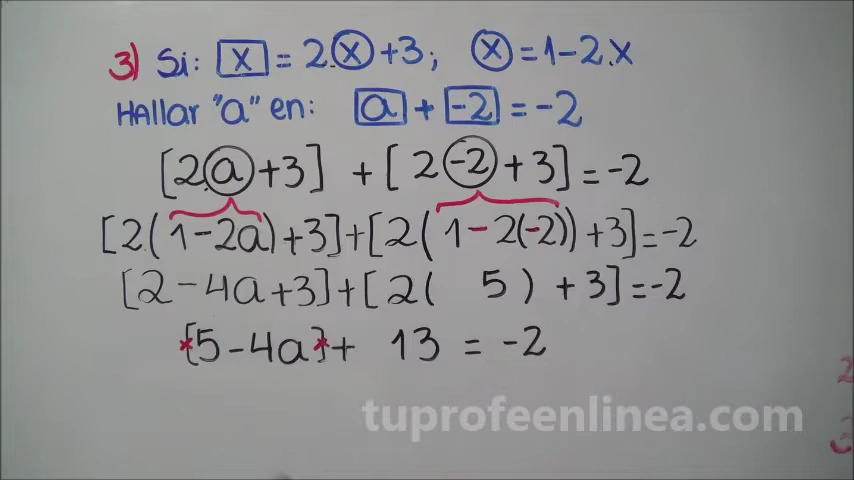 3) Si: [x] = 2.(x) + 3; (x) = 1 - 2.x
HAllar "a" en: [a] + [-2] = -2
[2.(a) + 3] + [2 (-2) + 3] = -2
[2(1 - 2a) + 3] + [2(1 - 2(-2)) + 3] = -2
[2 - 4a + 3] + [2( 5 ) + 3] = -2
*{5 - 4a}* + 13 = -2
tuprofeenlinea.com